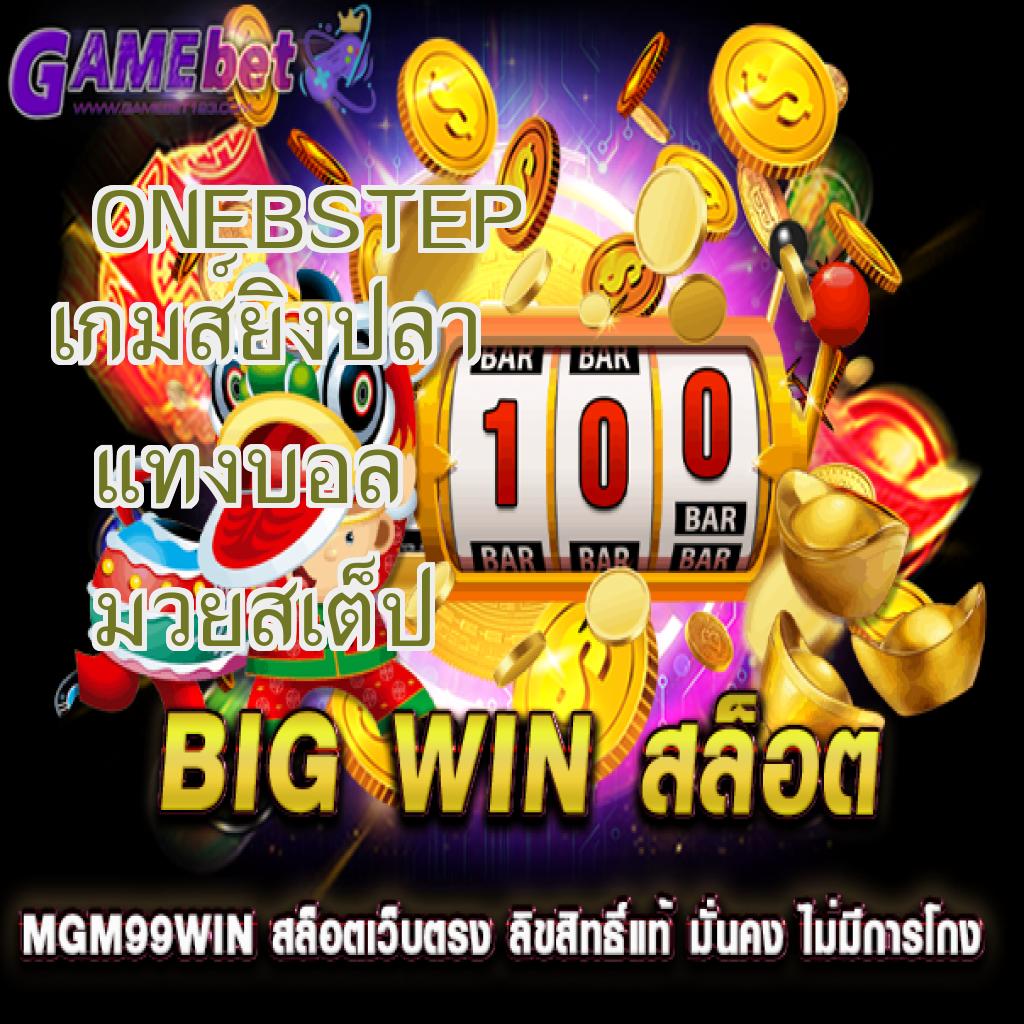 GAMEbet
WWW.GAMEBET193.COM
ONEBSTEP
เกมส์ยิงปลา
แทงบอล
มวยสเต็ป
BAR BAR
1 0 0
BAR
BAR BAR BAR
BIG WIN สล็อต
MGM99WIN สล็อตเว็บตรง ลิขสิทธิ์แท้ มั่นคง ไม่มีการโกง